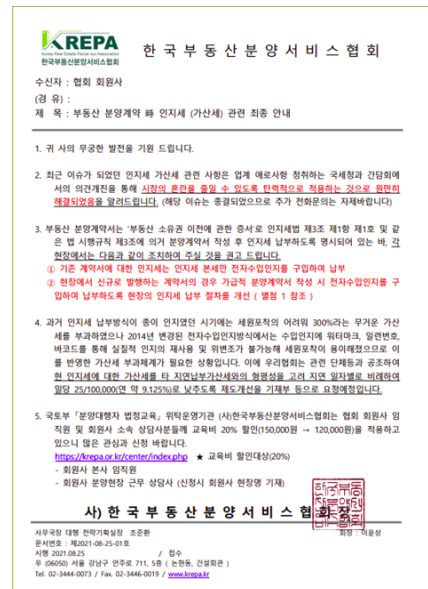 KREPA
한국부동산분양서비스협회
한국부동산분양서비스협회
수신자 : 협회 회원사
(경 유) :
제 목 : 부동산 분양계약 時 인지세 (가산세) 관련 최종 안내
1. 귀 사의 무궁한 발전을 기원 드립니다.
2. 최근 이슈가 되었던 인지세 가산세 관련 사항은 업계 애로사항 청취하는 국세청과 간담회에
서의 의견개진을 통해 시장의 혼란을 줄일 수 있도록 탄력적으로 적용하는 것으로 원만히
해결되었음을 알려드립니다. (해당 이슈는 종결되었으므로 추가 전화문의는 자제바랍니다)
3. 부동산 분양계약서는 '부동산 소유권 이전에 관한 증서'로 인지세법 제3조 제1항 제1호 및 같
은 법 시행규칙 제3조에 의거 분양계약서 작성 후 인지세 납부하도록 명시되어 있는 바, 각
현장에서는 다음과 같이 조치하여 주실 것을 권고 드립니다.
① 기존 계약서에 대한 인지세는 인지세 본세만 전자수입인지를 구입하여 납부
② 현장에서 신규로 발행하는 계약서의 경우 가급적 분양계약서 작성 시 전자수입인지를 구
입하여 납부하도록 현장의 인지세 납부 절차를 개선 ( 별첨 1 참조 )
4. 과거 인지세 납부방식이 종이 인지였던 시기에는 세원포착의 어려워 300%라는 무거운 가산
세를 부과하였으나 2014년 변경된 전자수입인지방식에서는 수입인지에 워터마크, 일련번호,
바코드를 통해 실질적 인지의 재사용 및 위변조가 불가능해 세원포착이 용이해졌으므로 이
를 반영한 가산세 부과체계가 필요한 상황입니다. 이에 우리협회는 관련 단체등과 공조하여
현 인지세에 대한 가산세를 타 지연납부가산세와의 형평성을 고려 지연 일자별로 비례하여
일당 25/100,000(연 약 9.125%)로 낮추도록 제도개선을 기재부 등으로 요청예정입니다.
5. 국토부 「분양대행자 법정교육」 위탁운영기관 (사)한국부동산분양서비스협회는 협회 회원사 임
직원 및 회원사 소속 상담사분들께 교육비 20% 할인(150,000원 → 120,000원)을 적용하고
있으니 많은 관심과 신청 바랍니다.
https://krepa.or.kr/center/index.php ★ 교육비 할인대상(20%)
- 회원사 본사 임직원
- 회원사 분양현장 근무 상담사 (신청시 회원사 현장명 기재)
사) 한 국 부 동 산 분 양 서 비 스 협 회 장
사무국장 대행 전략기획실장 조준환 회장 : 이윤상
문서번호 : 제2021-08-25-01호
시행 2021.08.25 / 접수
우 (06050) 서울 강남구 언주로 711, 5층 ( 논현동, 건설회관 )
Tel. 02-3444-0073 / Fax. 02-3446-0019 / www.krepa.kr